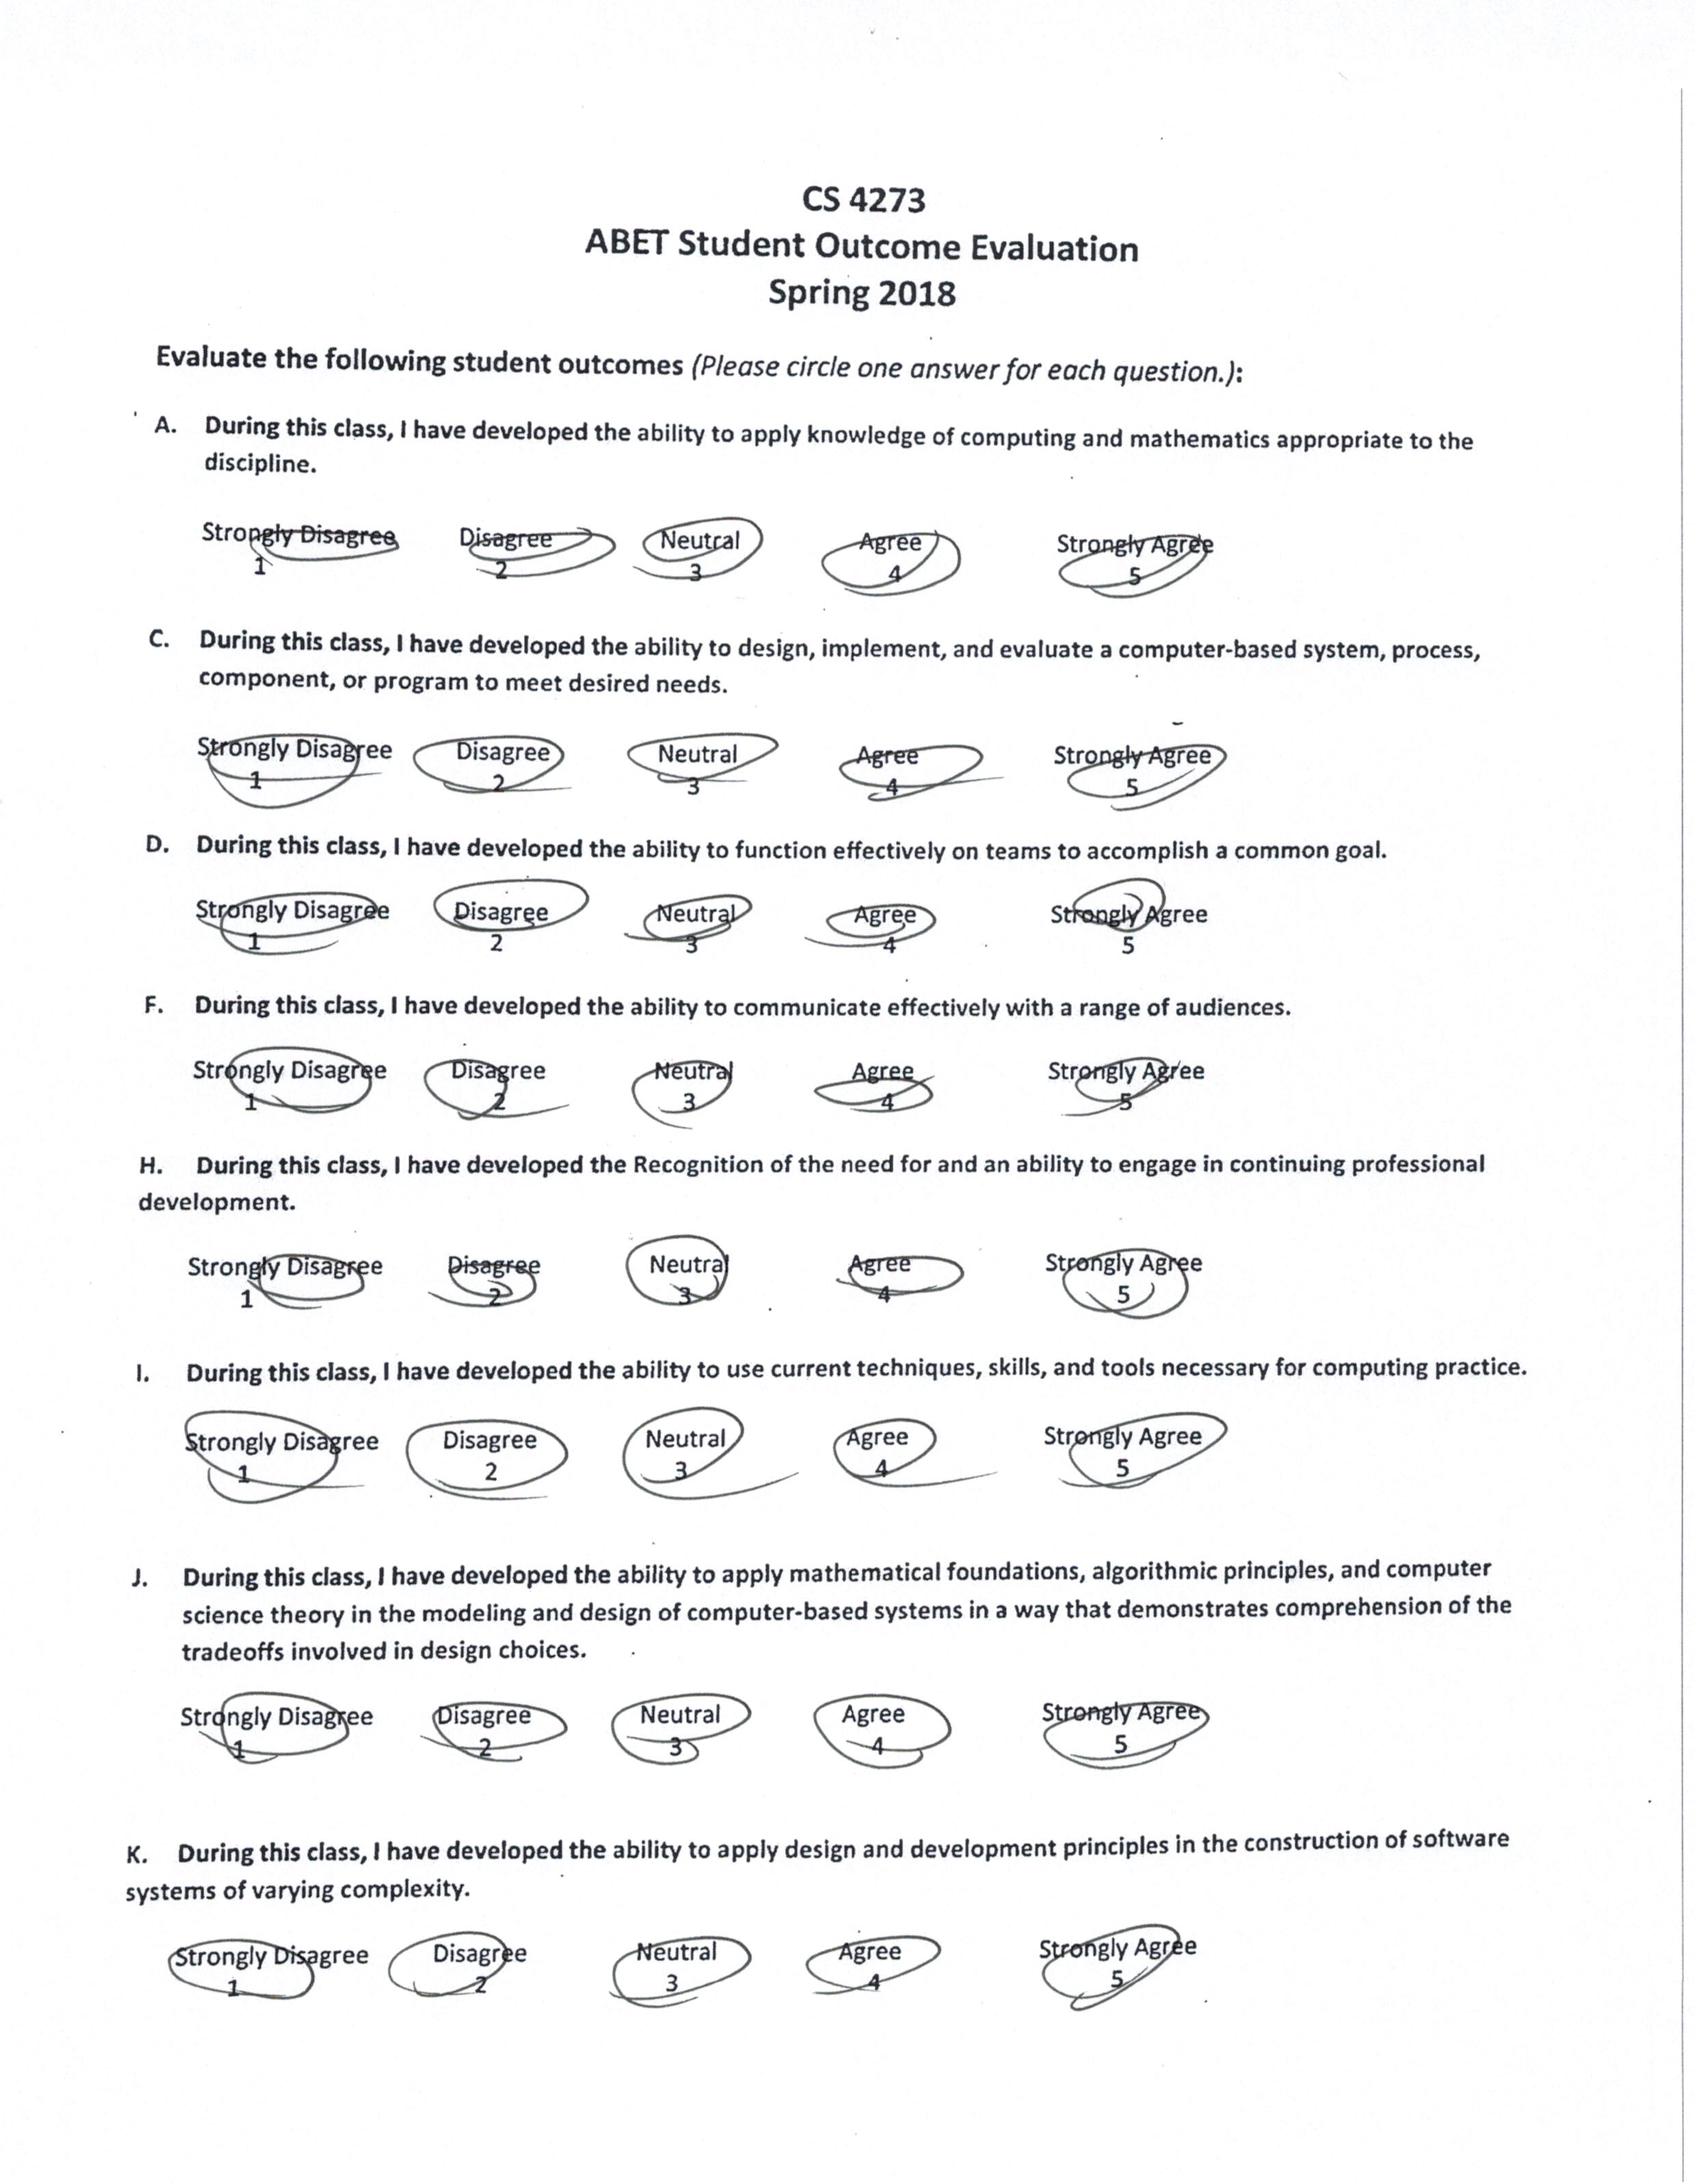 CS 4273
ABET Student Outcome Evaluation
Spring 2018
Evaluate the following student outcomes (Please circle one answer for each question.):
A. During this class, I have developed the ability to apply knowledge of computing and mathematics appropriate to the
discipline.
Strongly Disagree Disagree Neutral Agree Strongly Agree
1 2 3 4 5
C. During this class, I have developed the ability to design, implement, and evaluate a computer-based system, process,
component, or program to meet desired needs.
Strongly Disagree Disagree Neutral Agree Strongly Agree
1 2 3 4 5
D. During this class, I have developed the ability to function effectively on teams to accomplish a common goal.
Strongly Disagree Disagree Neutral Agree Strongly Agree
1 2 3 4 5
F. During this class, I have developed the ability to communicate effectively with a range of audiences.
Strongly Disagree Disagree Neutral Agree Strongly Agree
1 2 3 4 5
H. During this class, I have developed the Recognition of the need for and an ability to engage in continuing professional
development.
Strongly Disagree Disagree Neutral Agree Strongly Agree
1 2 3 4 5
I. During this class, I have developed the ability to use current techniques, skills, and tools necessary for computing practice.
Strongly Disagree Disagree Neutral Agree Strongly Agree
1 2 3 4 5
J. During this class, I have developed the ability to apply mathematical foundations, algorithmic principles, and computer
science theory in the modeling and design of computer-based systems in a way that demonstrates comprehension of the
tradeoffs involved in design choices.
Strongly Disagree Disagree Neutral Agree Strongly Agree
1 2 3 4 5
K. During this class, I have developed the ability to apply design and development principles in the construction of software
systems of varying complexity.
Strongly Disagree Disagree Neutral Agree Strongly Agree
1 2 3 4 5